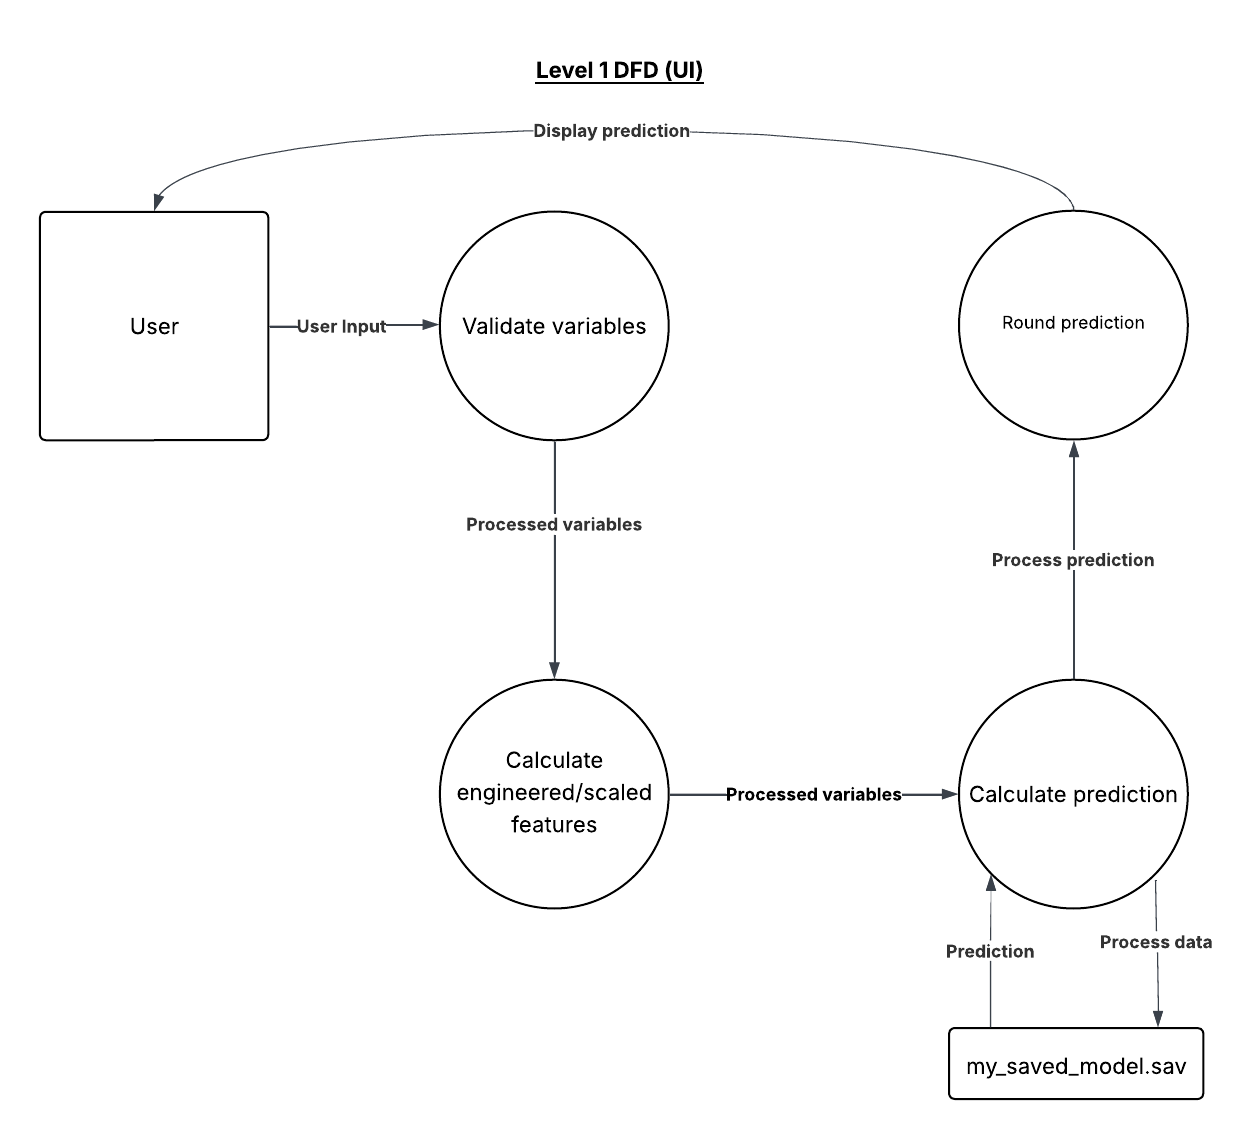 Level 1 DFD (UI)
Display prediction
User
User Input
Validate variables
Round prediction
Processed variables
Process prediction
Calculate
engineered/scaled
features
Processed variables
Calculate prediction
Prediction
Process data
my_saved_model.sav